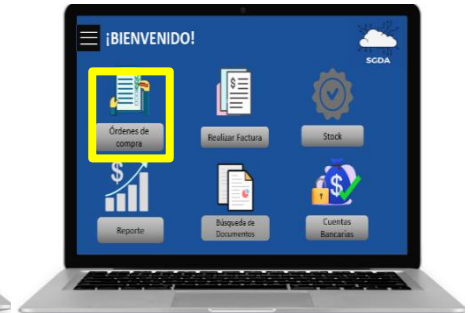 ¡BIENVENIDO!
SGDA
Órdenes de
compra
Realizar Factura
Stock
Reporte
Búsqueda de
Documentos
Cuentas
Bancarias